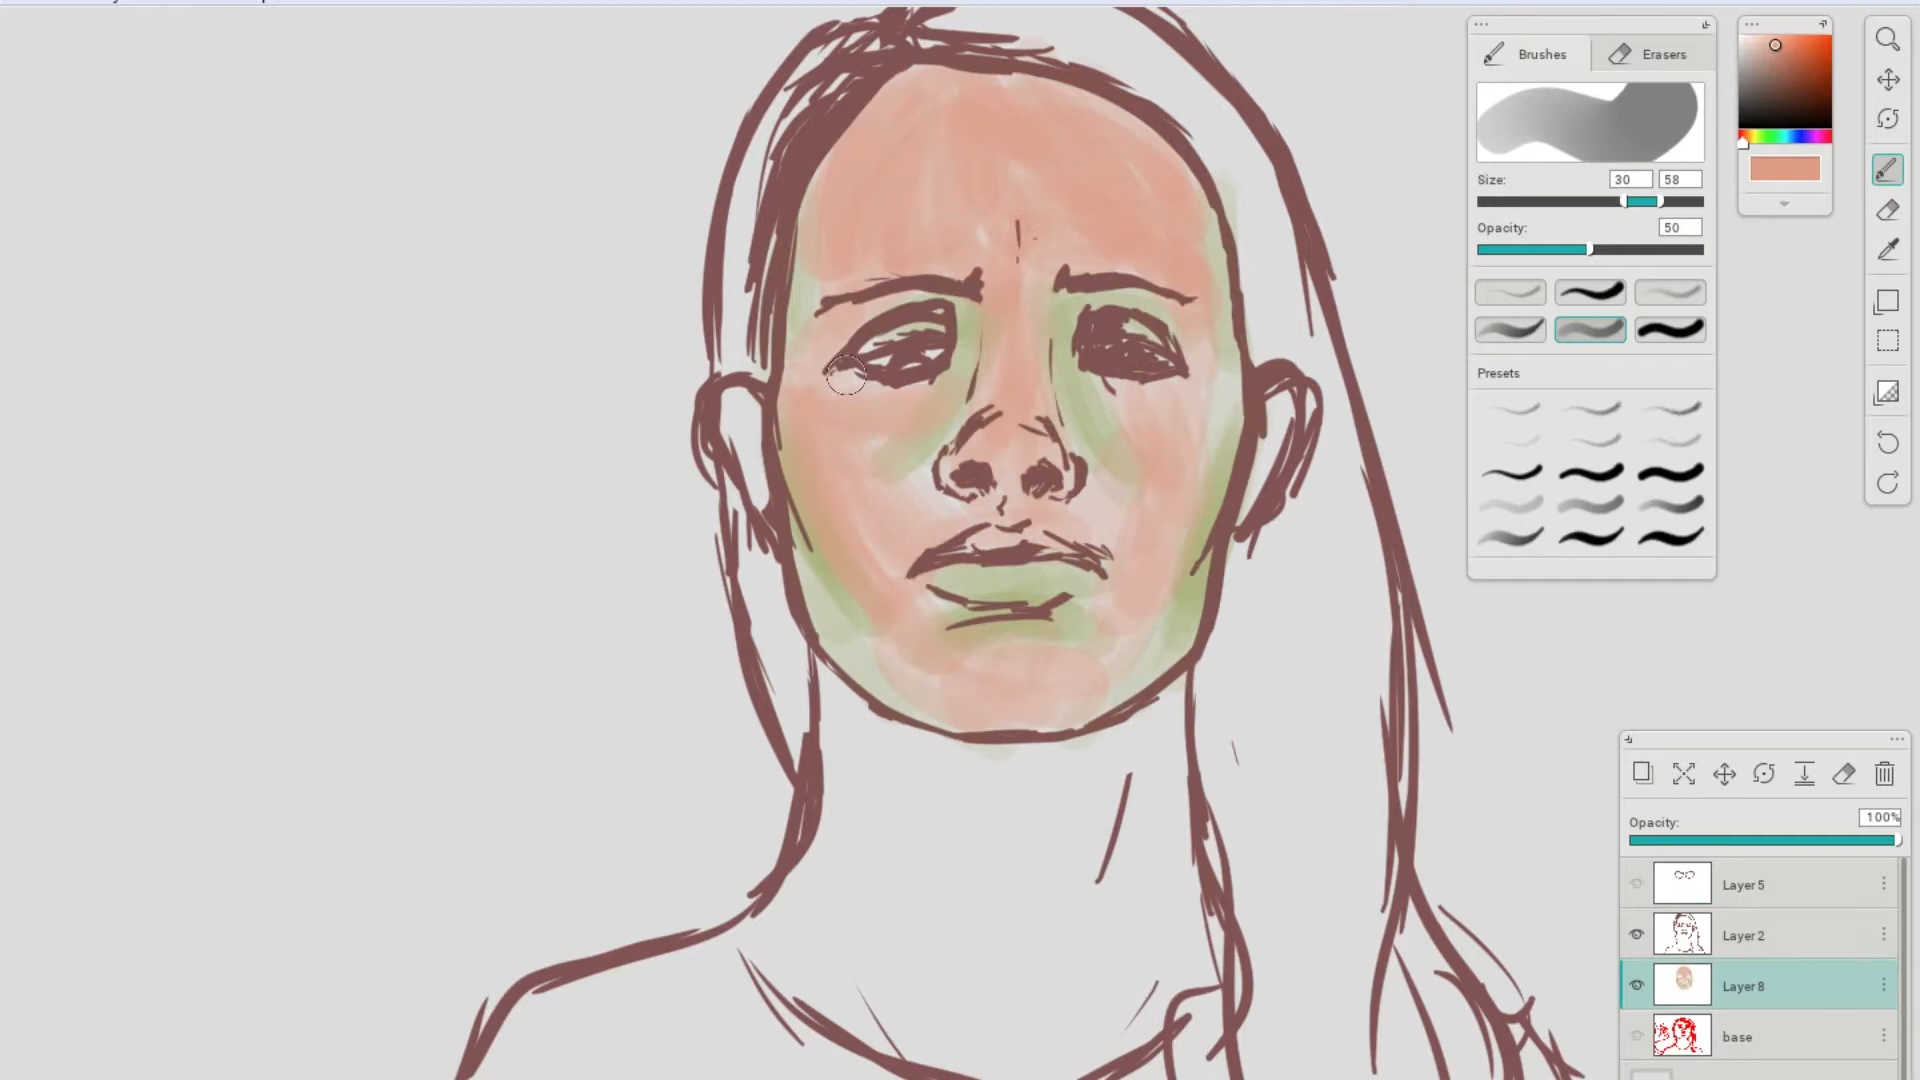 Brushes
Erasers
Size:
30
58
Opacity:
50
Presets
Opacity:
100%
Layer 5
Layer 2
Layer 8
base